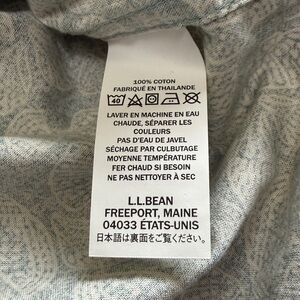 100% COTON
FABRIQUÉ EN THAILANDE
40
LAVER EN MACHINE EN EAU
CHAUDE, SÉPARER LES
COULEURS
PAS D'EAU DE JAVEL
SÉCHAGE PAR CULBUTAGE
MOYENNE TEMPÉRATURE
FER CHAUD SI BESOIN
NE PAS NETTOYER À SEC
L.L.BEAN
FREEPORT, MAINE
04033 ÉTATS-UNIS
日本語は裏面をご覧ください。